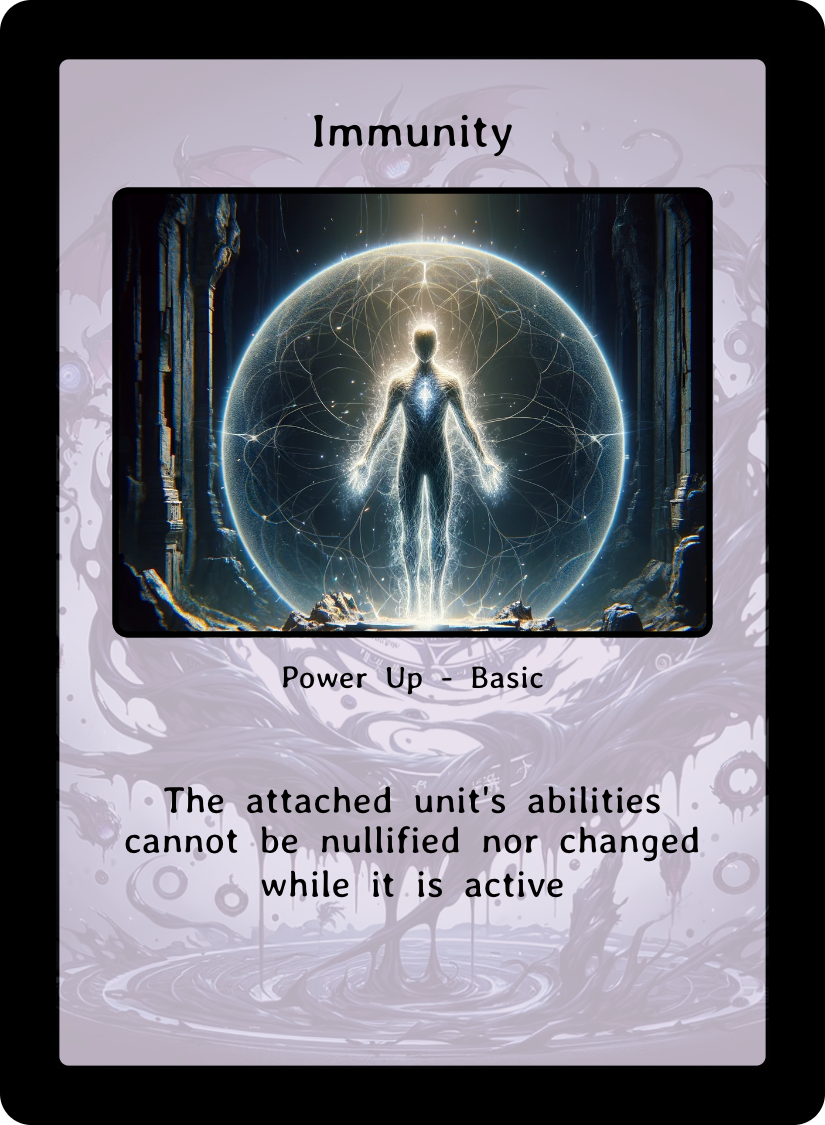 Immunity
Power Up - Basic
The attached unit's abilities
cannot be nullified nor changed
while it is active